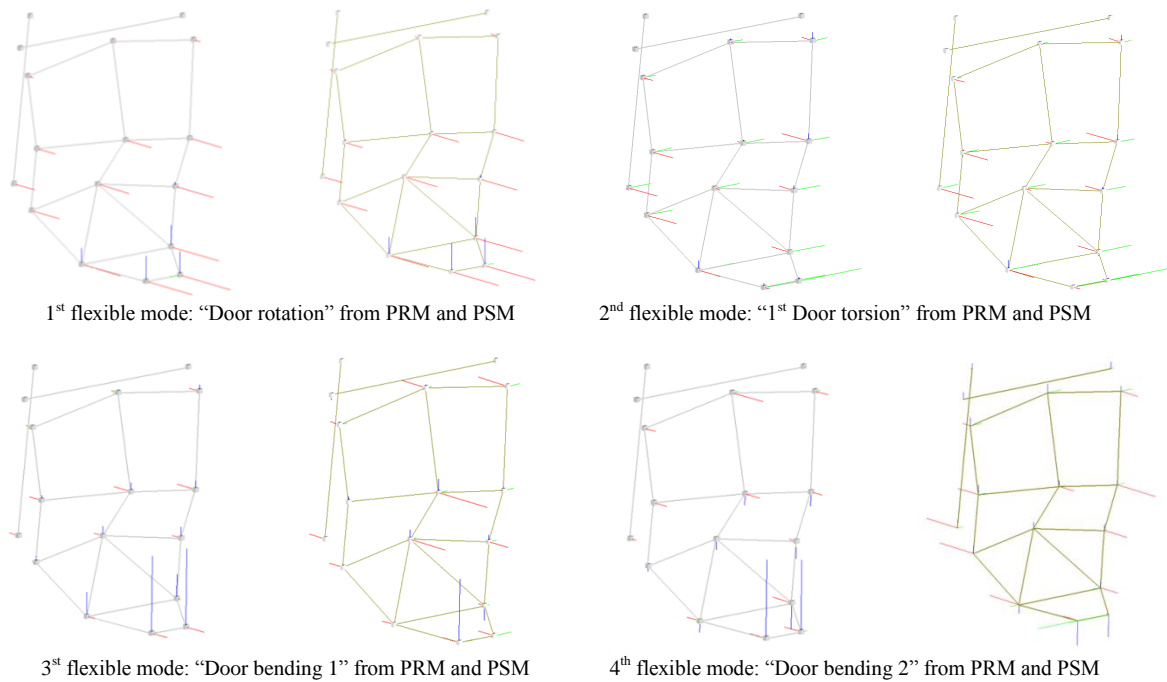 1st flexible mode: “Door rotation” from PRM and PSM
2nd flexible mode: “1st Door torsion” from PRM and PSM
3st flexible mode: “Door bending 1” from PRM and PSM
4th flexible mode: “Door bending 2” from PRM and PSM